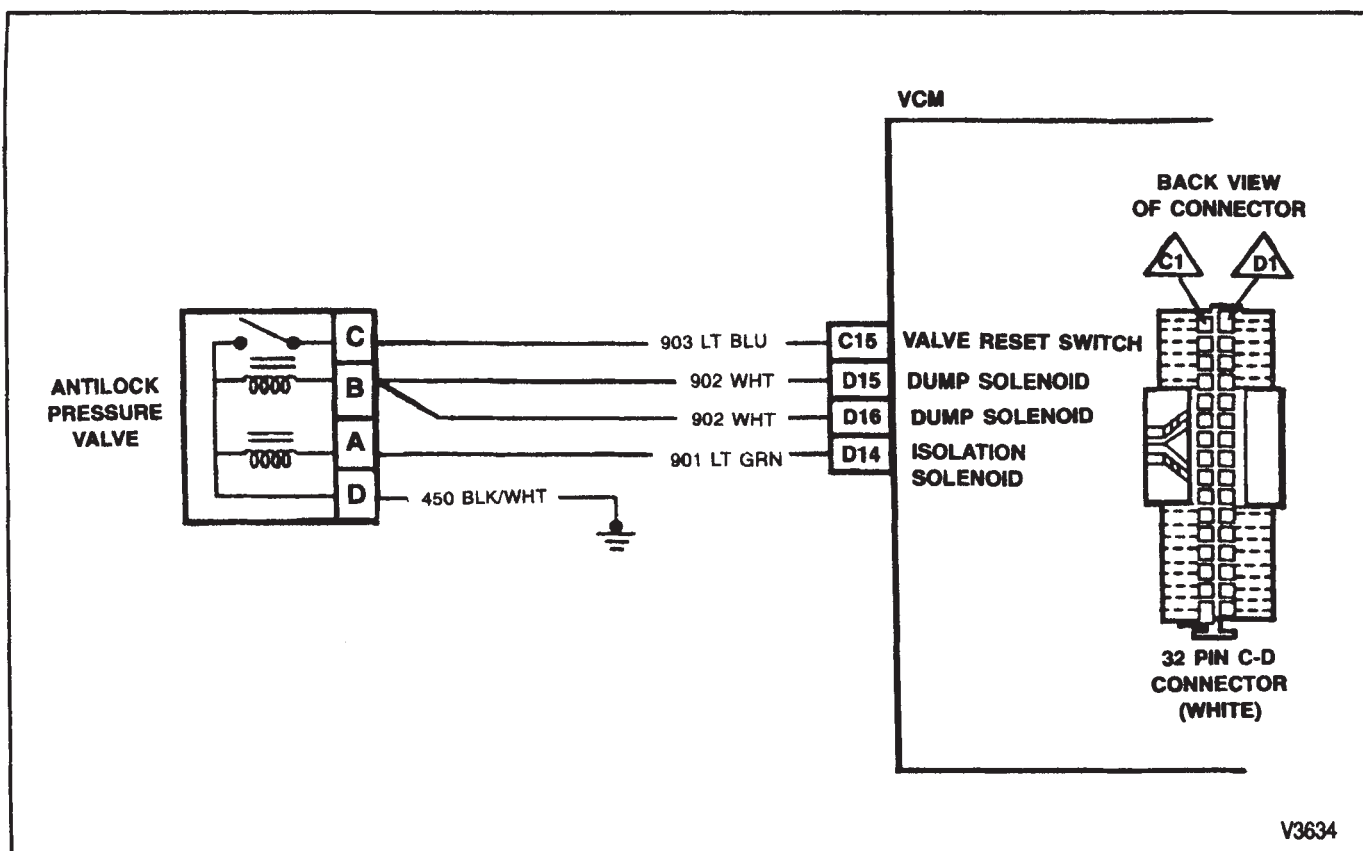 VCM
BACK VIEW
OF CONNECTOR
C1
D1
ANTILOCK
PRESSURE
VALVE
C
B
A
D
903 LT BLU
902 WHT
902 WHT
901 LT GRN
450 BLK/WHT
C15
VALVE RESET SWITCH
D15
DUMP SOLENOID
D16
DUMP SOLENOID
D14
ISOLATION
SOLENOID
32 PIN C-D
CONNECTOR
(WHITE)
V3634